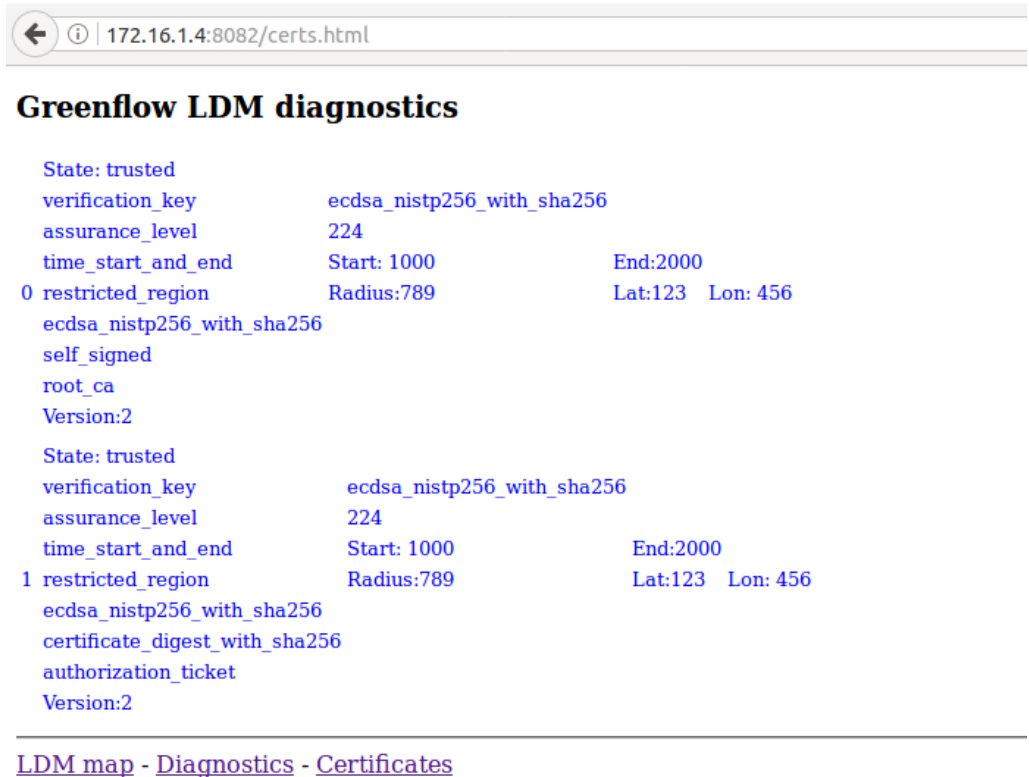 172.16.1.4:8082/certs.html
Greenflow LDM diagnostics
State: trusted
verification_key ecdsa_nistp256_with_sha256
assurance_level 224
time_start_and_end Start: 1000 End:2000
0 restricted_region Radius:789 Lat:123 Lon: 456
ecdsa_nistp256_with_sha256
self_signed
root_ca
Version:2
State: trusted
verification_key ecdsa_nistp256_with_sha256
assurance_level 224
time_start_and_end Start: 1000 End:2000
1 restricted_region Radius:789 Lat:123 Lon: 456
ecdsa_nistp256_with_sha256
certificate_digest_with_sha256
authorization_ticket
Version:2
LDM map - Diagnostics - Certificates